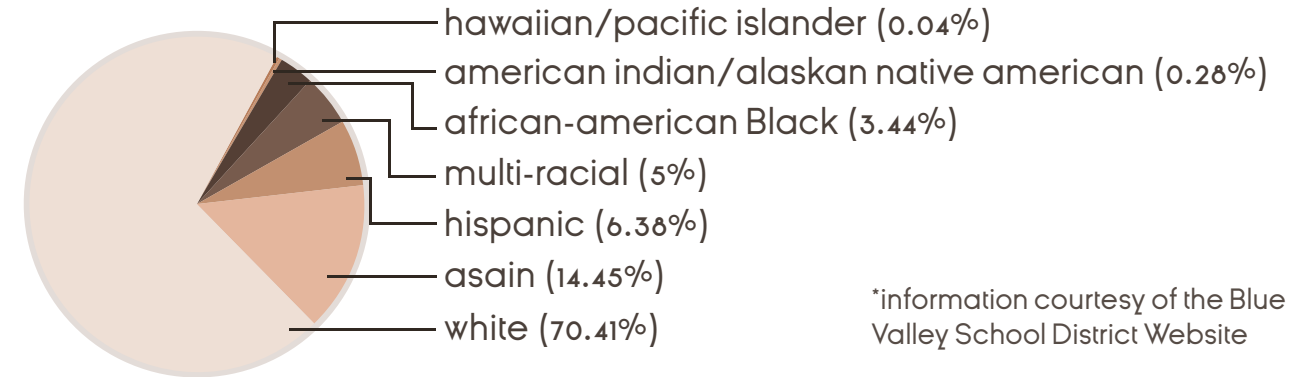 hawaiian/pacific islander (0.04%)
american indian/alaskan native american (0.28%)
african-american Black (3.44%)
multi-racial (5%)
hispanic (6.38%)
asain (14.45%)
white (70.41%)
*information courtesy of the Blue
Valley School District Website